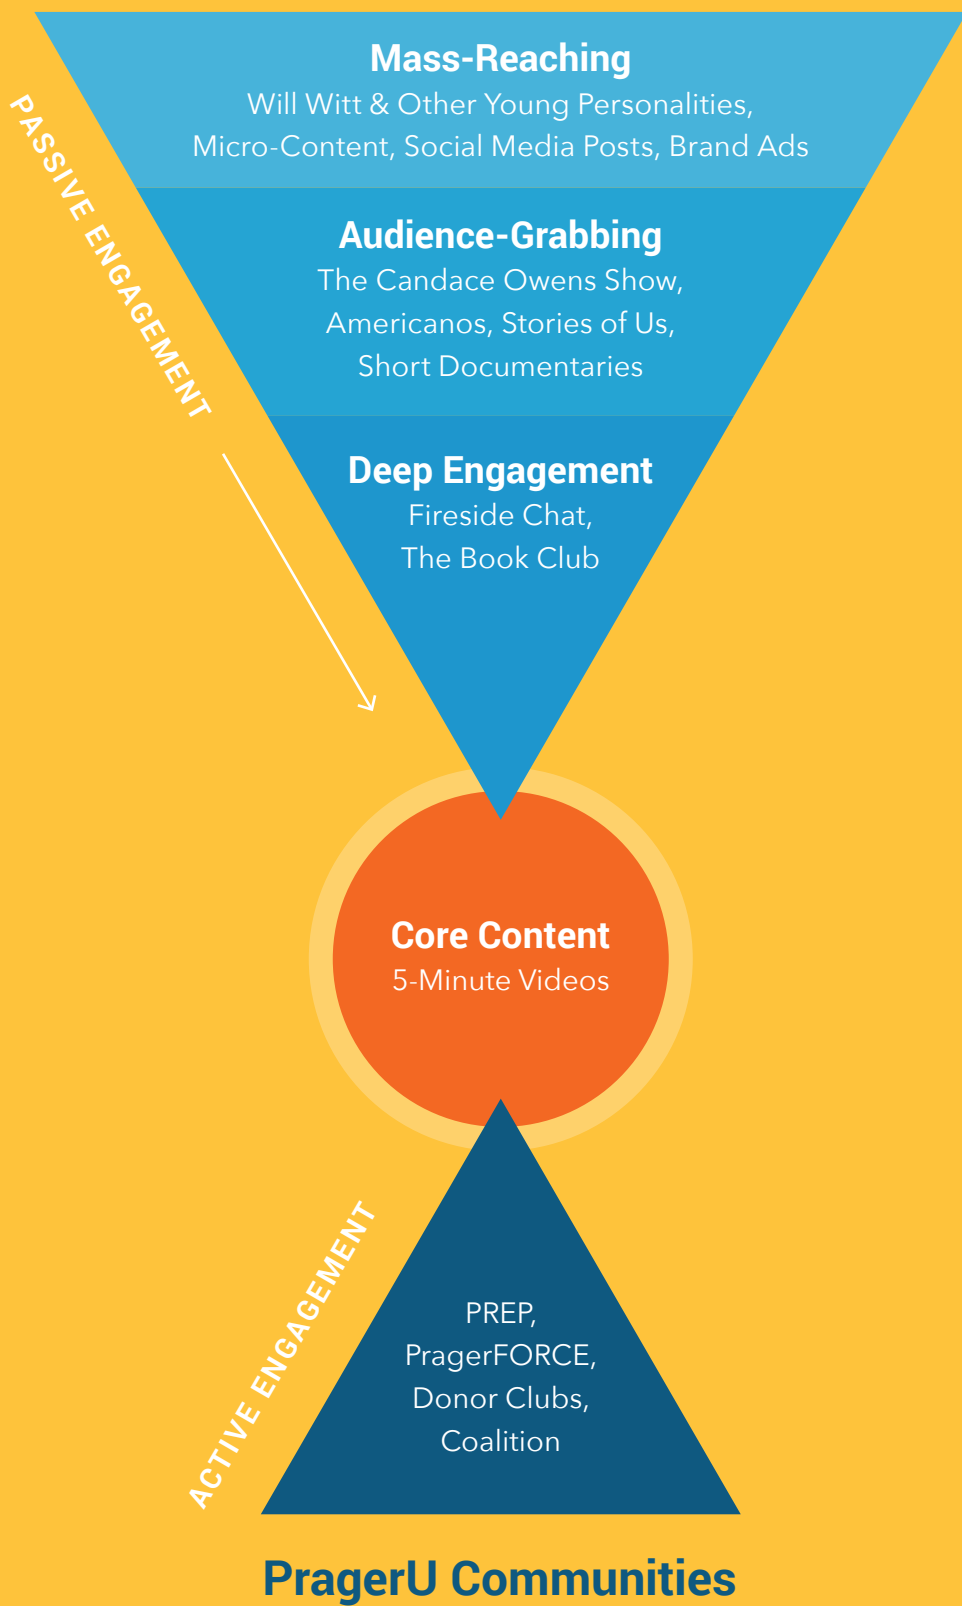 Mass-Reaching
Will Witt & Other Young Personalities,
Micro-Content, Social Media Posts, Brand Ads
PASSIVE ENGAGEMENT
Audience-Grabbing
The Candace Owens Show,
Americanos, Stories of Us,
Short Documentaries
Deep Engagement
Fireside Chat,
The Book Club
Core Content
5-Minute Videos
ACTIVE ENGAGEMENT
PREP,
PragerFORCE,
Donor Clubs,
Coalition
PragerU Communities